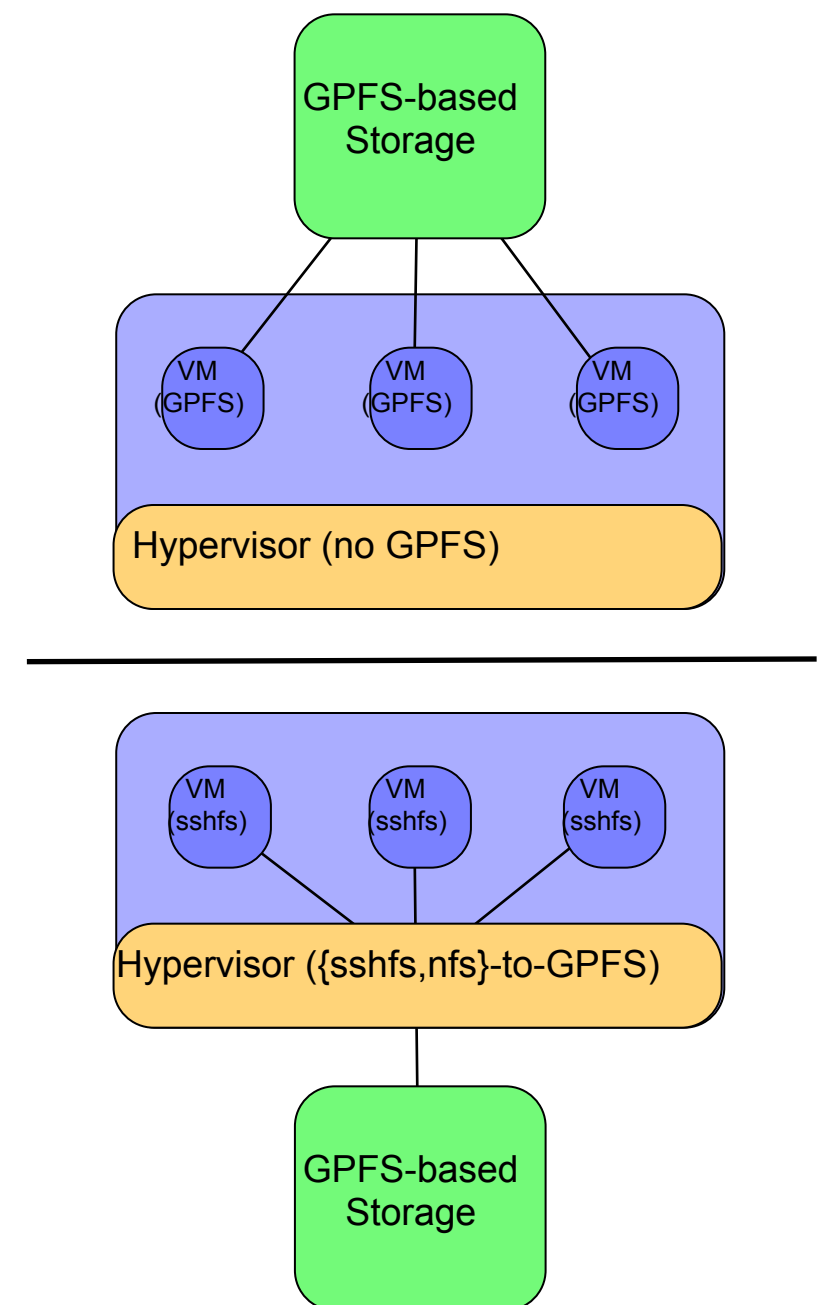 GPFS-based
Storage
VM
(GPFS)
VM
(GPFS)
VM
(GPFS)
Hypervisor (no GPFS)
VM
(sshfs)
VM
(sshfs)
VM
(sshfs)
Hypervisor ({sshfs,nfs}-to-GPFS)
GPFS-based
Storage